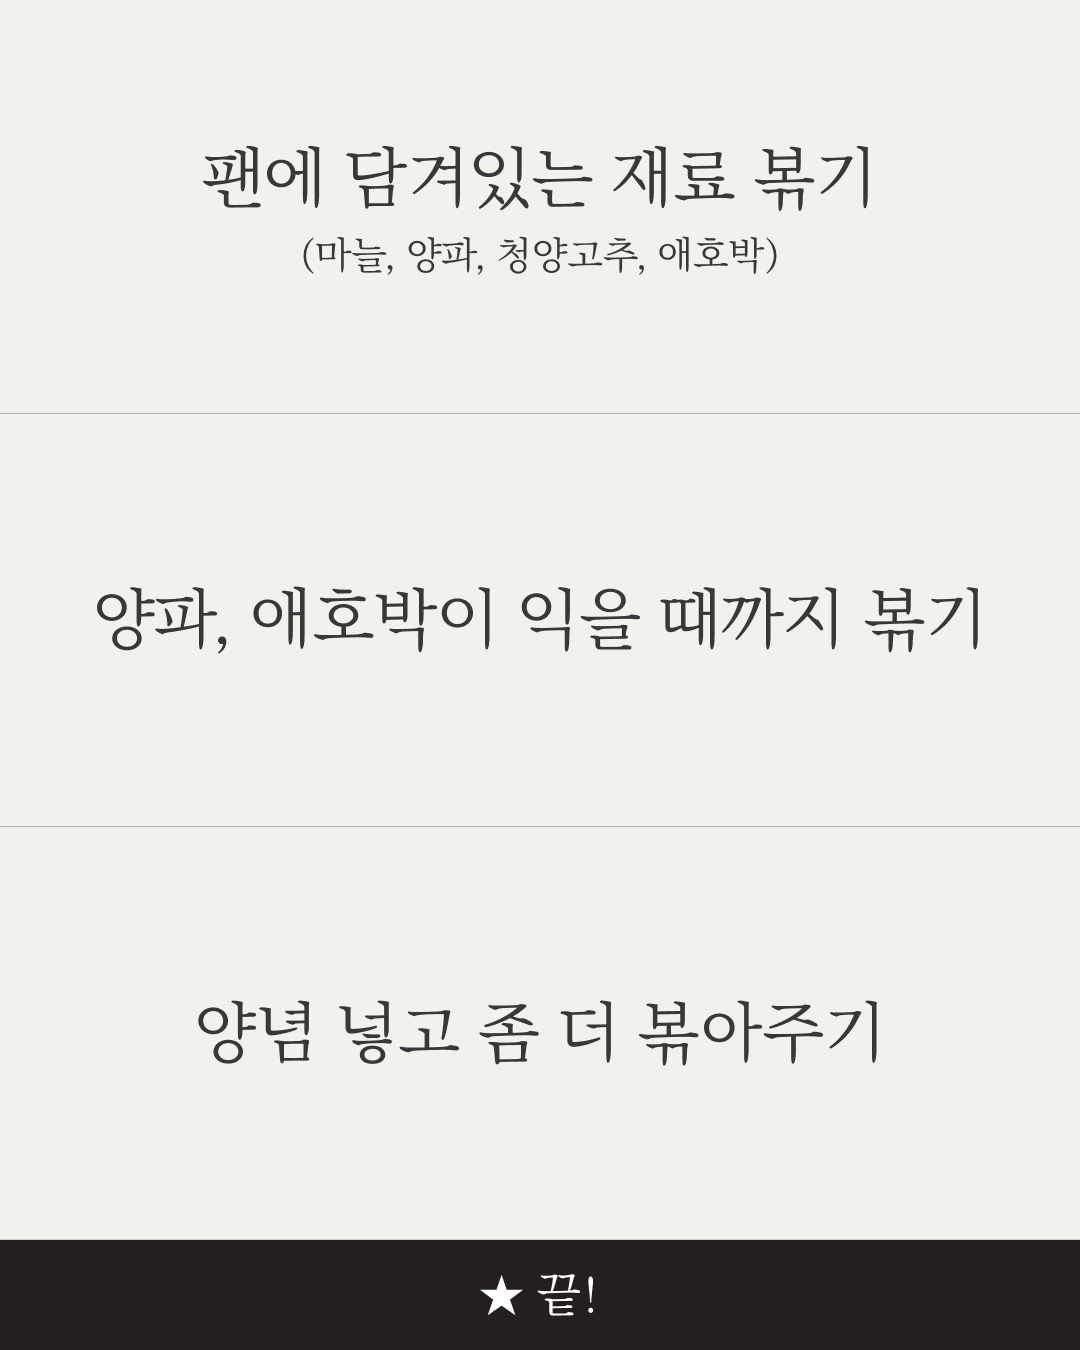 팬에 담겨있는 재료 볶기
(마늘, 양파, 청양고추, 애호박)
양파, 애호박이 익을 때까지 볶기
양념 넣고 좀 더 볶아주기
★ 끝!